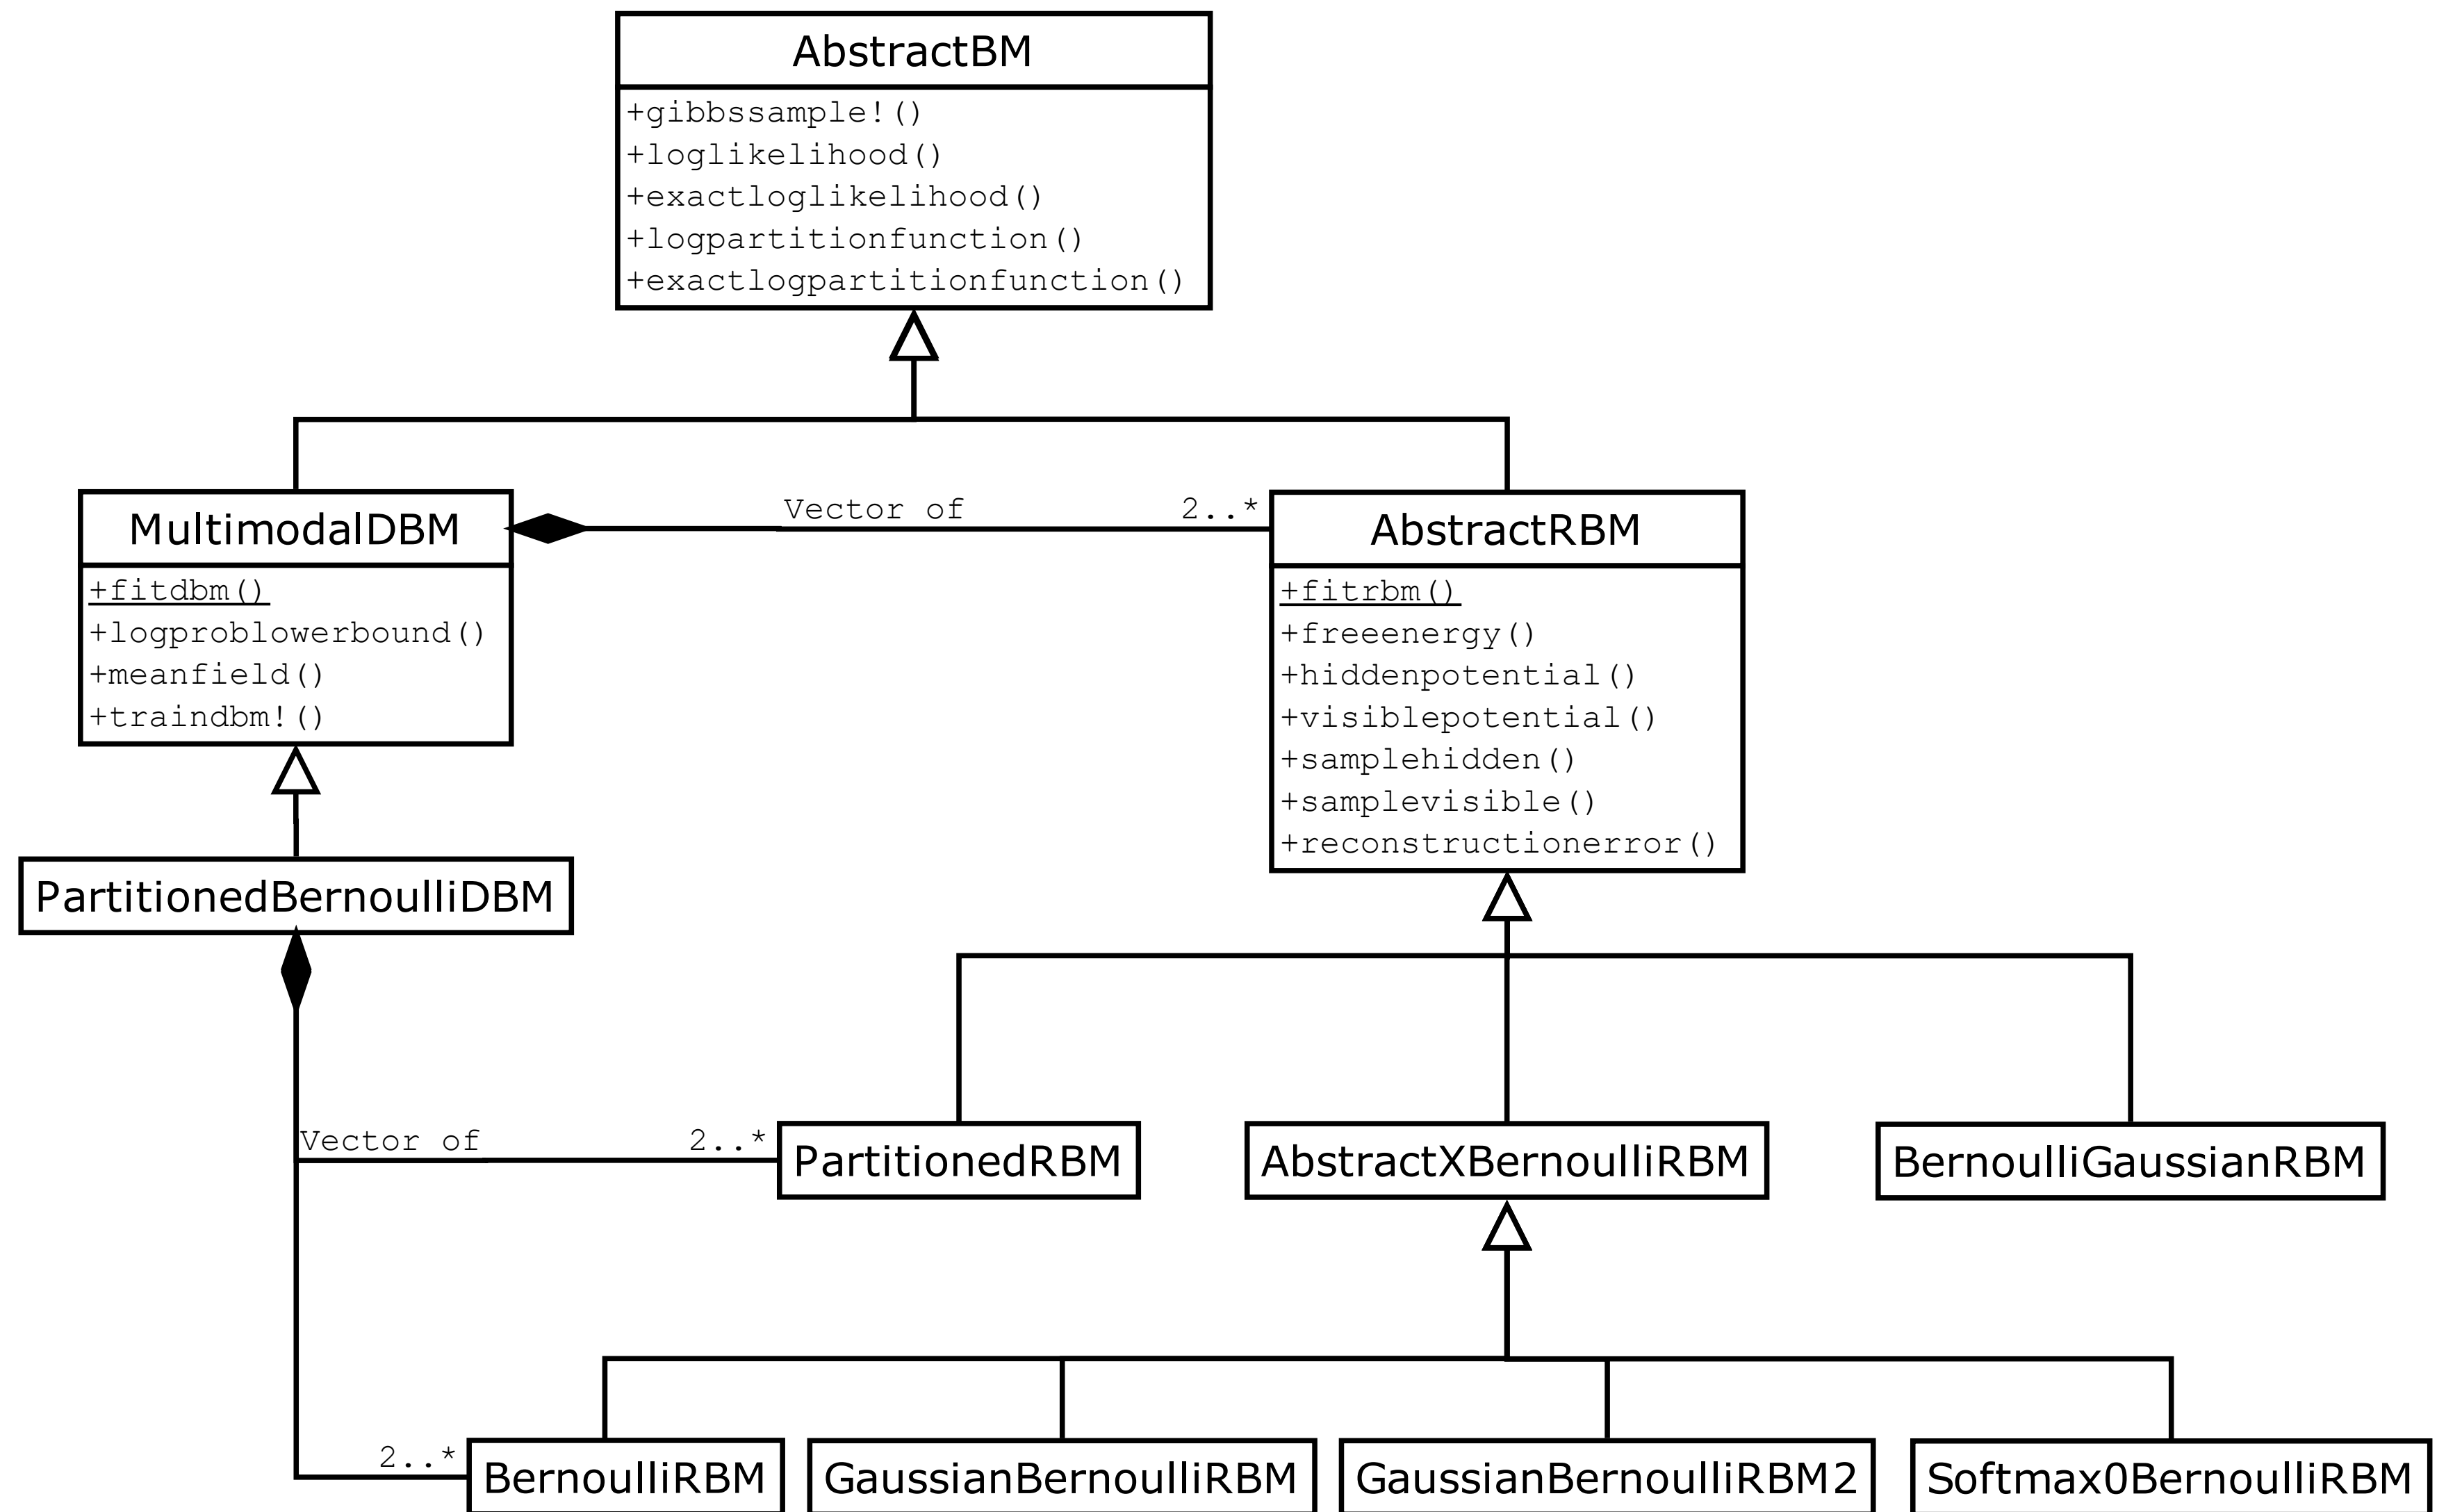 AbstractBM
+gibbssample!()
+loglikelihood()
+exactloglikelihood()
+logpartitionfunction()
+exactlogpartitionfunction()
MultimodalDBM
+fitdbm()
+logproblowerbound()
+meanfield()
+traindbm!()
Vector of 2..*
AbstractRBM
+fitrbm()
+freeenergy()
+hiddenpotential()
+visiblepotential()
+samplehidden()
+samplevisible()
+reconstructionerror()
PartitionedBernoulliDBM
Vector of 2..*
PartitionedRBM
AbstractXBernoulliRBM
BernoulliGaussianRBM
2..*
BernoulliRBM
GaussianBernoulliRBM
GaussianBernoulliRBM2
Softmax0BernoulliRBM